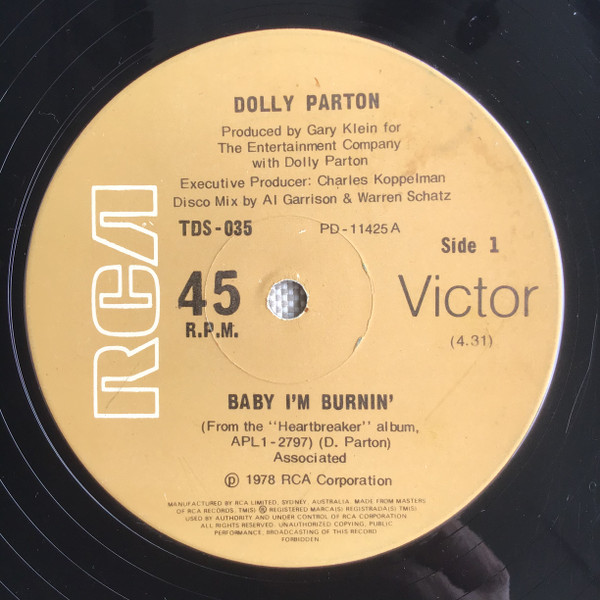 DOLLY PARTON
Produced by Gary Klein for
The Entertainment Company
with Dolly Parton
Executive Producer: Charles Koppelman
Disco Mix by Al Garrison & Warren Schatz
TDS-035 PD-11425A
Side 1
RCA
45
R.P.M.
Victor
(4.31)
BABY I'M BURNIN'
(From the "Heartbreaker" album,
APL1-2797) (D. Parton)
Associated
℗ 1978 RCA Corporation
MANUFACTURED BY RCA LIMITED, SYDNEY, AUSTRALIA. MADE FROM MASTERS
OF RCA RECORDS. TM(S) ® REGISTERED MARCA(S) REGISTRADA(S) TM(S)
USED BY AUTHORITY AND UNDER CONTROL OF RCA CORPORATION
ALL RIGHTS RESERVED. UNAUTHORIZED COPYING, PUBLIC
PERFORMANCE, BROADCASTING OF THIS RECORD
FORBIDDEN